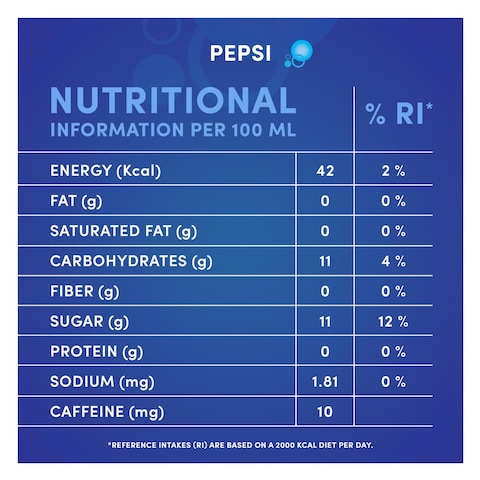 PEPSI
NUTRITIONAL
INFORMATION PER 100 ML
% RI*
ENERGY (Kcal) 42 2 %
FAT (g) 0 0 %
SATURATED FAT (g) 0 0 %
CARBOHYDRATES (g) 11 4 %
FIBER (g) 0 0 %
SUGAR (g) 11 12 %
PROTEIN (g) 0 0 %
SODIUM (mg) 1.81 0 %
CAFFEINE (mg) 10
*REFERENCE INTAKES (RI) ARE BASED ON A 2000 KCAL DIET PER DAY.